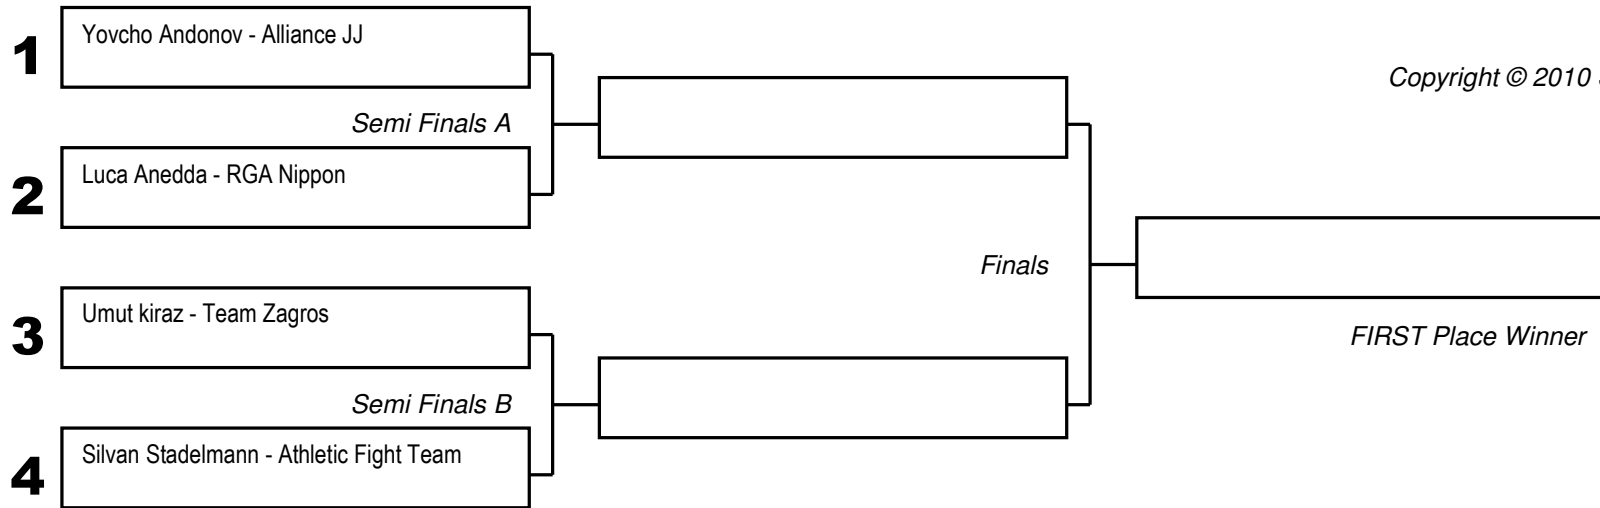 1 Yovcho Andonov - Alliance JJ
Copyright © 2010
Semi Finals A
2 Luca Anedda - RGA Nippon
Finals
3 Umut kiraz - Team Zagros
FIRST Place Winner
Semi Finals B
4 Silvan Stadelmann - Athletic Fight Team